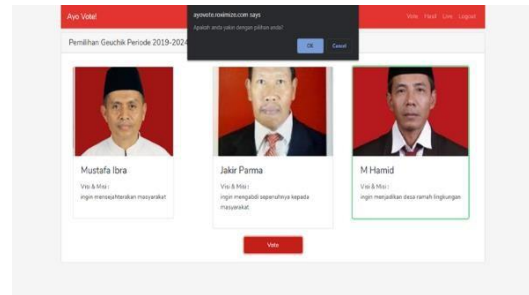 Ayo Vote!
ayovote.roximize.com says
Apakah anda yakin dengan pilihan anda?
OK
Cancel
Vote Hasil Live Logout
Pemilihan Geuchik Periode 2019-2024
Mustafa Ibra
Visi & Misi :
ingin mensejahterakan masyarakat
Jakir Parma
Visi & Misi :
ingin mengabdi sepenuhnya kepada
masyarakat
M Hamid
Visi & Misi :
ingin menjadikan desa ramah lingkungan
Vote